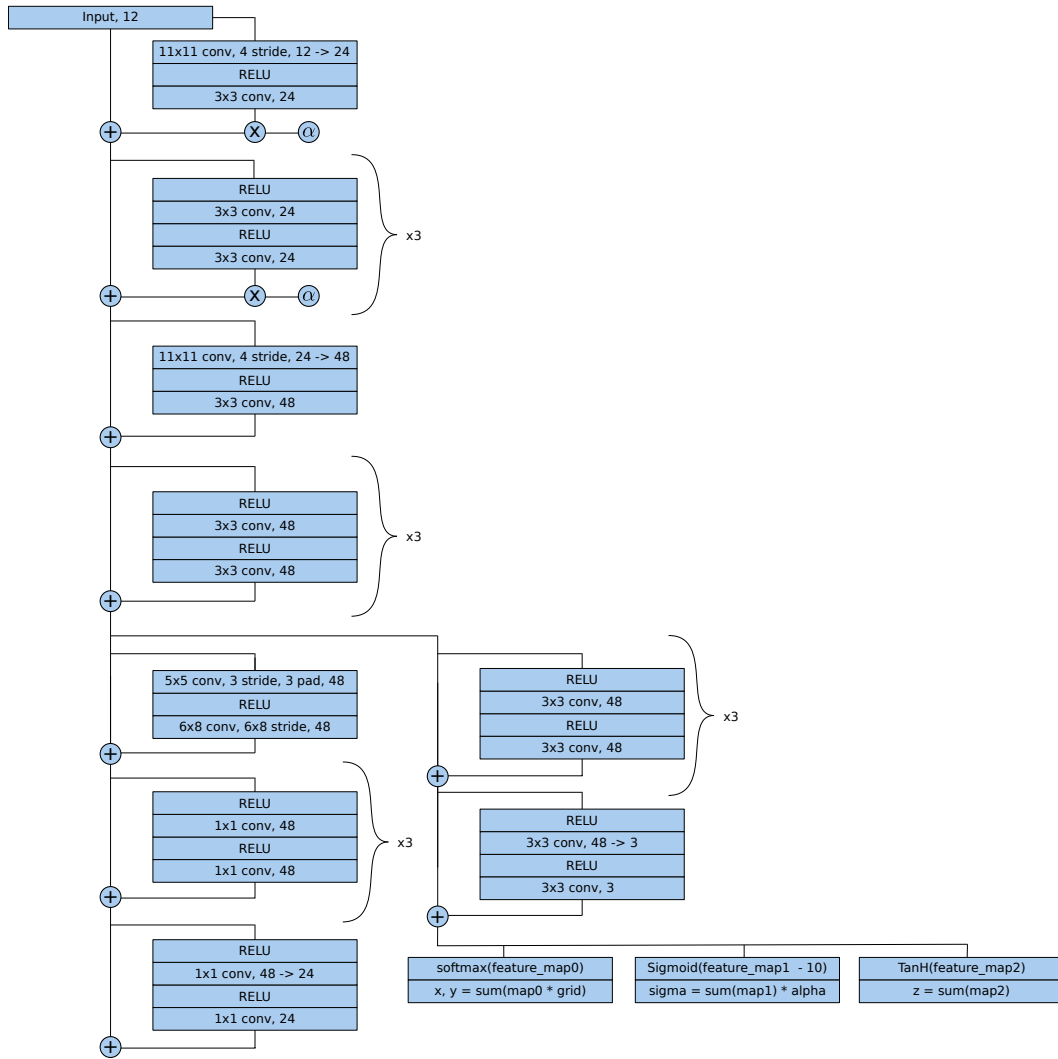 Input, 12
11x11 conv, 4 stride, 12 -> 24
RELU
3x3 conv, 24
+
x
α
RELU
3x3 conv, 24
RELU
3x3 conv, 24
x3
+
x
α
11x11 conv, 4 stride, 24 -> 48
RELU
3x3 conv, 48
+
RELU
3x3 conv, 48
RELU
3x3 conv, 48
x3
+
5x5 conv, 3 stride, 3 pad, 48
RELU
6x8 conv, 6x8 stride, 48
+
RELU
1x1 conv, 48
RELU
1x1 conv, 48
x3
+
RELU
1x1 conv, 48 -> 24
RELU
1x1 conv, 24
+
RELU
3x3 conv, 48
RELU
3x3 conv, 48
x3
+
RELU
3x3 conv, 48 -> 3
RELU
3x3 conv, 3
+
softmax(feature_map0)
x, y = sum(map0 * grid)
Sigmoid(feature_map1 - 10)
sigma = sum(map1) * alpha
TanH(feature_map2)
z = sum(map2)